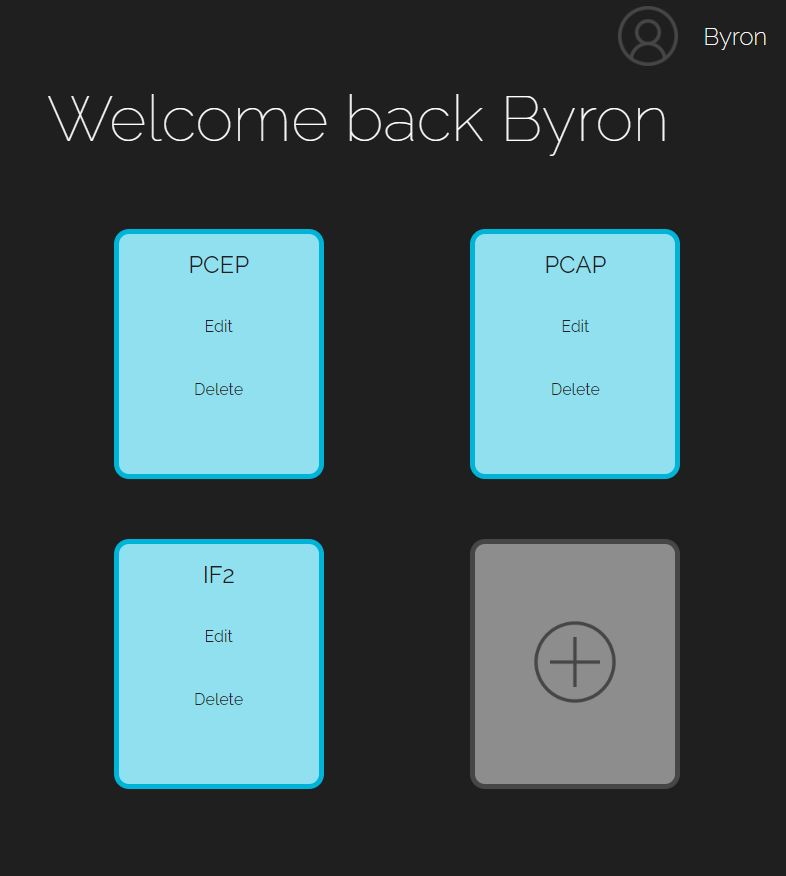 Byron
Welcome back Byron
PCEP
Edit
Delete
PCAP
Edit
Delete
IF2
Edit
Delete